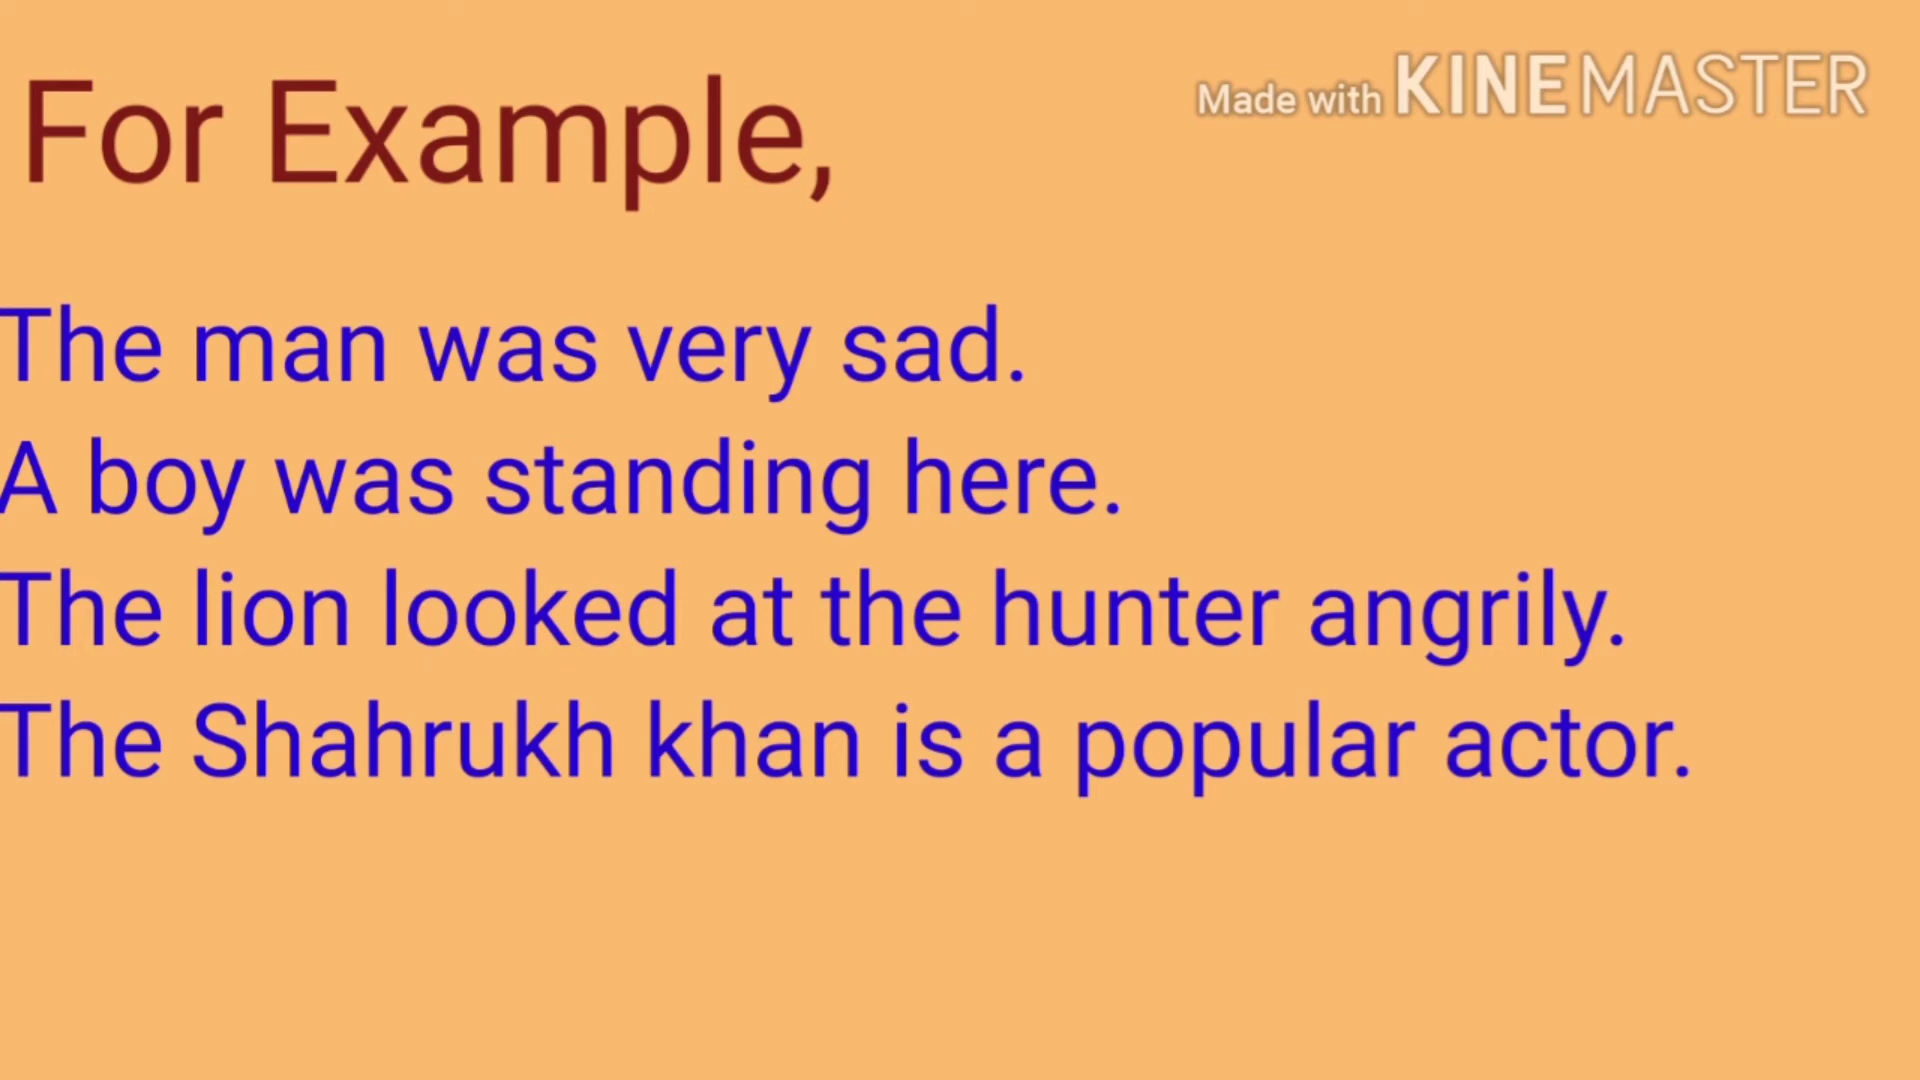 For Example,
Made with KINEMASTER
The man was very sad.
A boy was standing here.
The lion looked at the hunter angrily.
The Shahrukh khan is a popular actor.